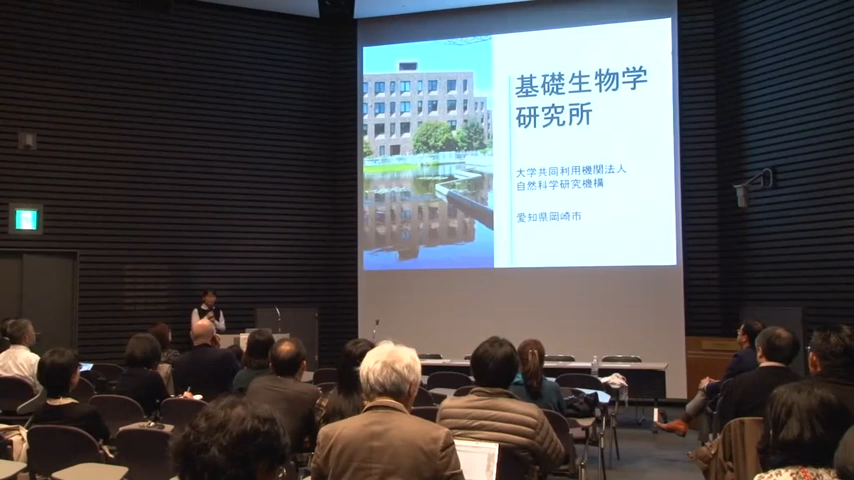 基礎生物学
研究所
大学共同利用機関法人
自然科学研究機構
愛知県岡崎市